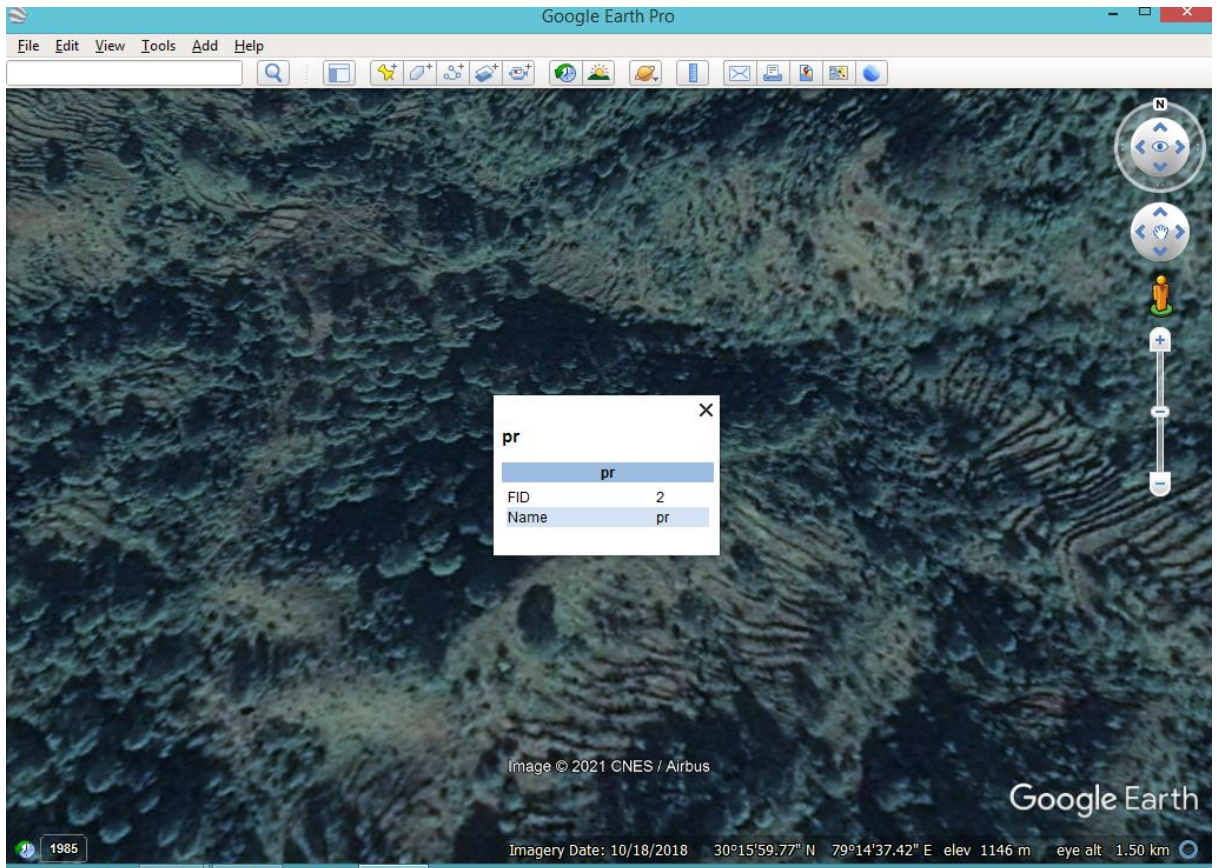 Google Earth Pro
File Edit View Tools Add Help
N
pr
pr
FID 2
Name pr
Image © 2021 CNES / Airbus
Google Earth
1985 Imagery Date: 10/18/2018 30°15'59.77" N 79°14'37.42" E elev 1146 m eye alt 1.50 km